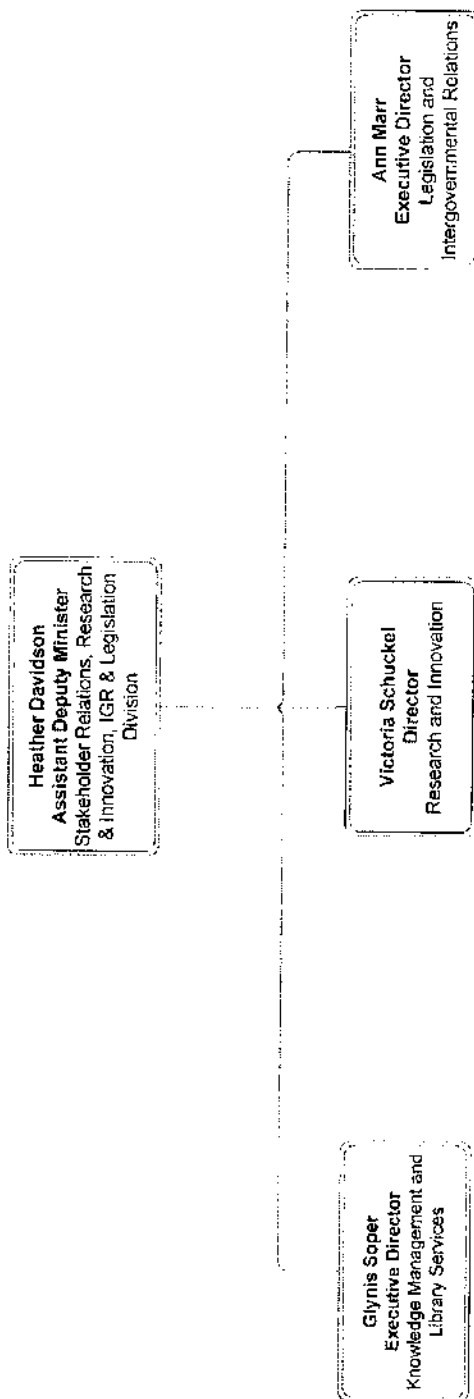 Heather Davidson
Assistant Deputy Minister
Stakeholder Relations, Research
& Innovation, IGR & Legislation
Division
Glynis Soper
Executive Director
Knowledge Management and
Library Services
Victoria Schuckel
Director
Research and Innovation
Ann Marr
Executive Director
Legislation and
Intergovernmental Relations